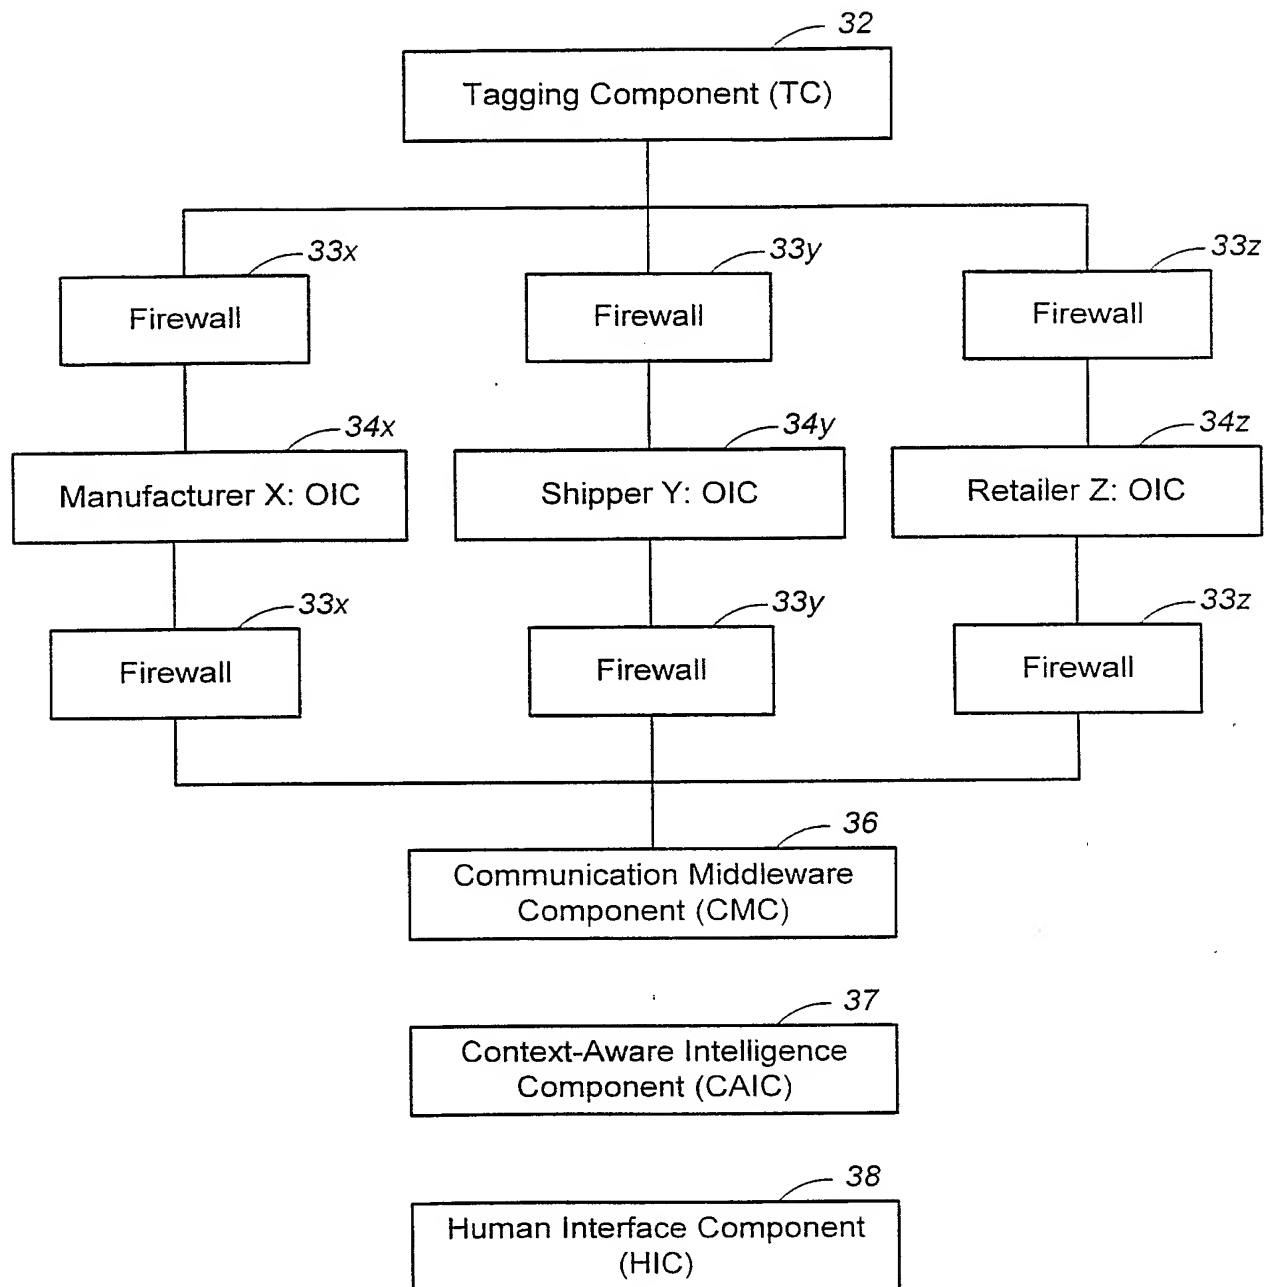 32
Tagging Component (TC)
33x
33y
33z
Firewall
Firewall
Firewall
34x
34y
34z
Manufacturer X: OIC
Shipper Y: OIC
Retailer Z: OIC
33x
33y
33z
Firewall
Firewall
Firewall
36
Communication Middleware
Component (CMC)
37
Context-Aware Intelligence
Component (CAIC)
38
Human Interface Component
(HIC)